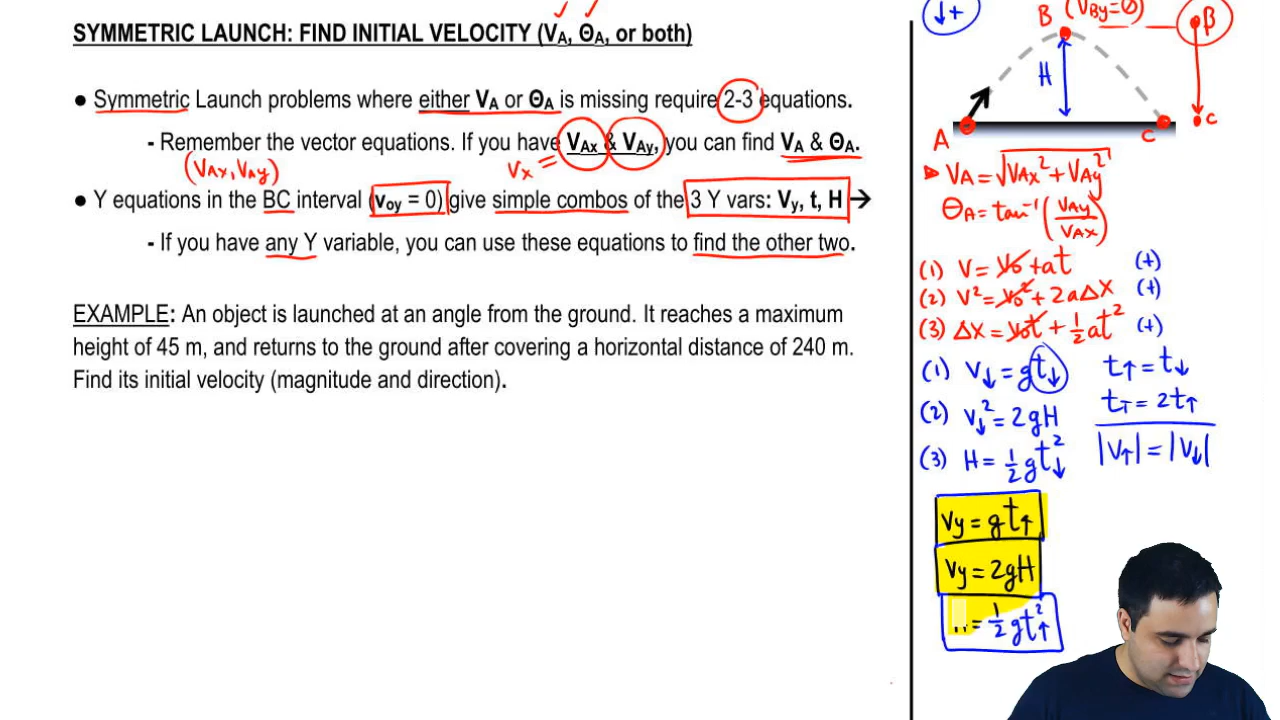 SYMMETRIC LAUNCH: FIND INITIAL VELOCITY (VA, ΘA, or both)
● Symmetric Launch problems where either VA or ΘA is missing require 2-3 equations.
- Remember the vector equations. If you have VAx & VAy, you can find VA & ΘA.
(VAx, VAy)
Vx =
● Y equations in the BC interval (voy = 0) give simple combos of the 3 Y vars: Vy, t, H →
- If you have any Y variable, you can use these equations to find the other two.
EXAMPLE: An object is launched at an angle from the ground. It reaches a maximum
height of 45 m, and returns to the ground after covering a horizontal distance of 240 m.
Find its initial velocity (magnitude and direction).
↓+
B (VBy=0)
B
H
A
C
C
VA = √VAx² + VAy²
ΘA = tan⁻¹ (VAy/VAx)
(1) V = V₀ + at (+)
(2) V² = V₀² + 2aΔX (+)
(3) ΔX = V₀t + ½at² (+)
(1) V↓ = gt↓ t↑ = t↓
(2) V↓² = 2gH tT = 2t↑
(3) H = ½gt↓² |V↑| = |V↓|
Vy = gt↑
Vy = 2gH
= ½gt↑²